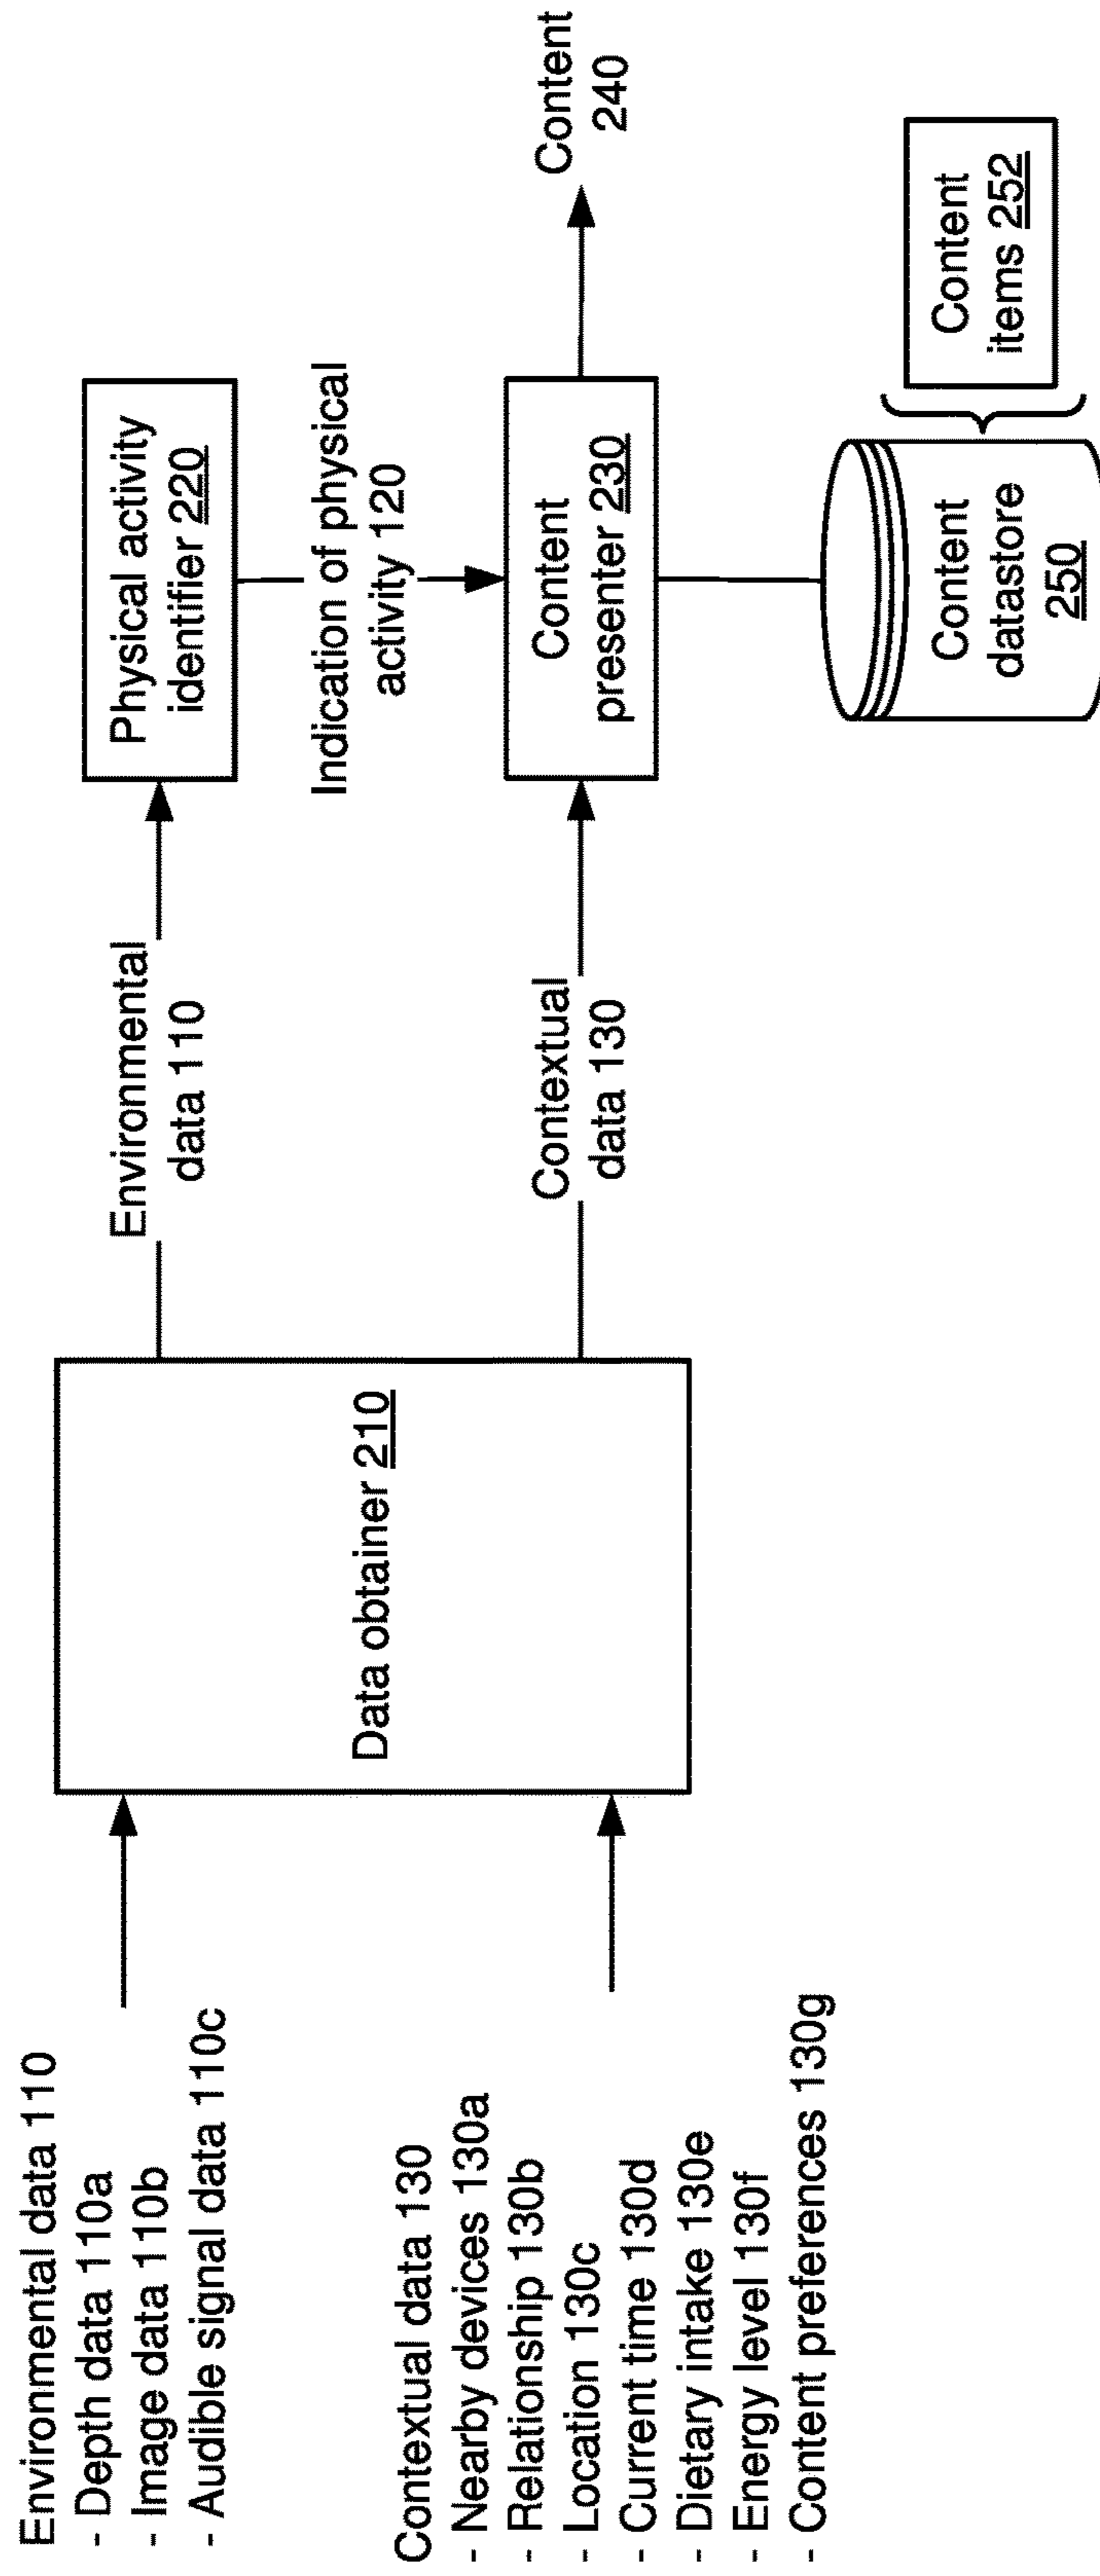 Environmental data 110
- Depth data 110a
- Image data 110b
- Audible signal data 110c
Contextual data 130
- Nearby devices 130a
- Relationship 130b
- Location 130c
- Current time 130d
- Dietary intake 130e
- Energy level 130f
- Content preferences 130g
Data obtainer 210
Environmental
data 110
Contextual
data 130
Physical activity
identifier 220
Indication of physical
activity 120
Content
presenter 230
Content
240
Content
datastore
250
Content
items 252